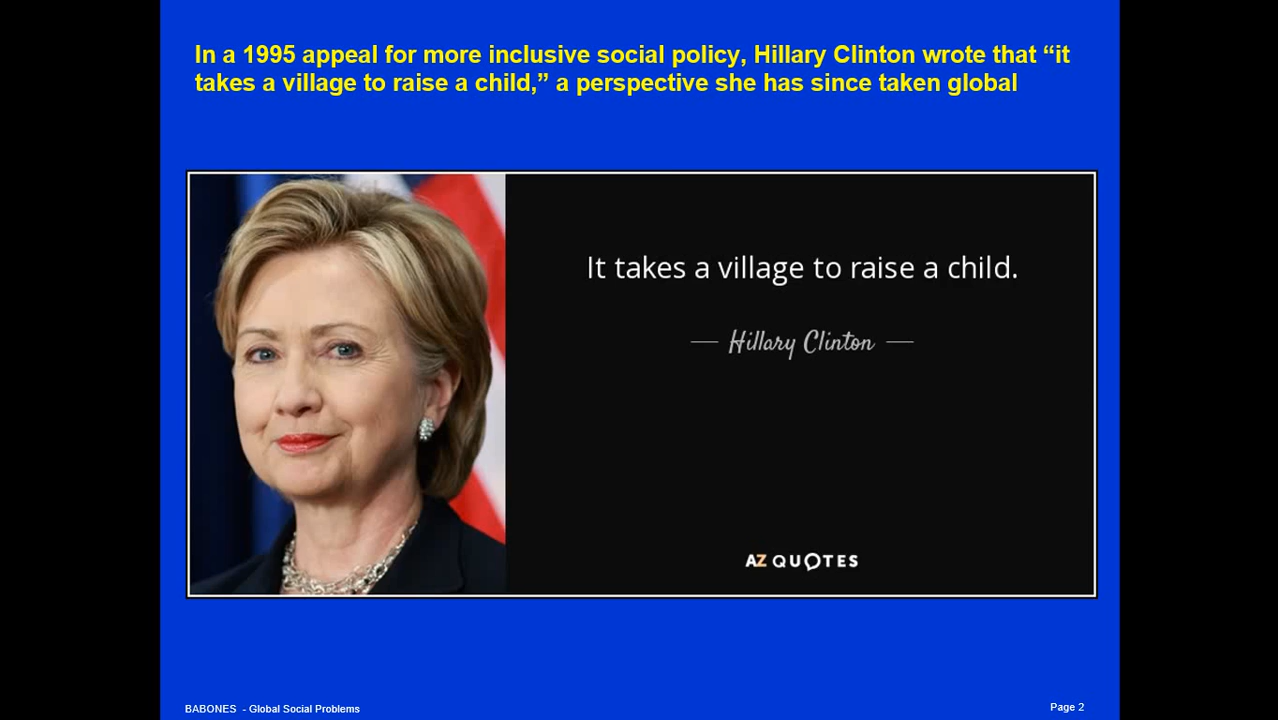 In a 1995 appeal for more inclusive social policy, Hillary Clinton wrote that “it
takes a village to raise a child,” a perspective she has since taken global
It takes a village to raise a child.
— Hillary Clinton —
AZ QUOTES
BABONES - Global Social Problems
Page 2